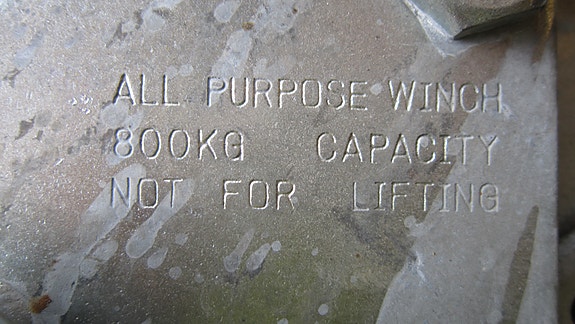 ALL PURPOSE WINCH
800KG CAPACITY
NOT FOR LIFTING